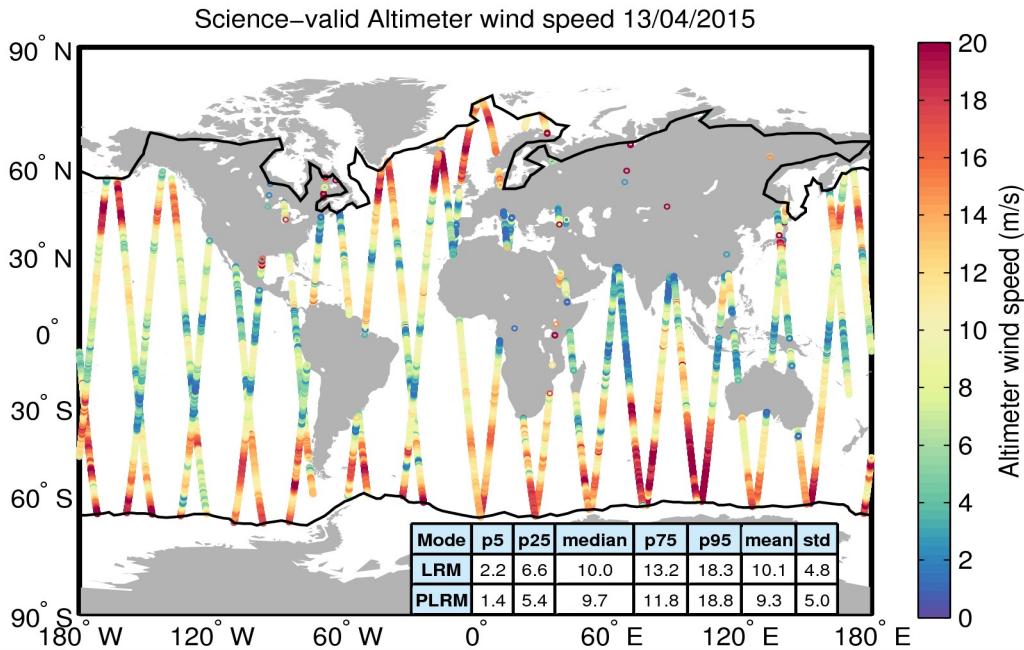 Science−valid Altimeter wind speed 13/04/2015
90° N
60° N
30° N
0°
30° S
60° S
90° S
180° W
120° W
60° W
0°
60° E
120° E
180° E
Mode p5 p25 median p75 p95 mean std
LRM 2.2 6.6 10.0 13.2 18.3 10.1 4.8
PLRM 1.4 5.4 9.7 11.8 18.8 9.3 5.0
20
18
16
14
12
10
8
6
4
2
0
Altimeter wind speed (m/s)